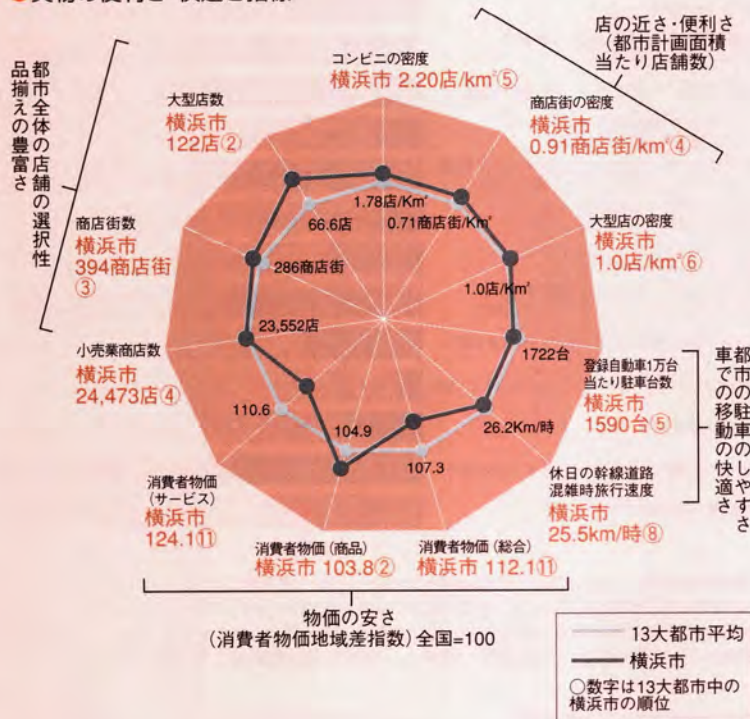 店の近さ・便利さ
(都市計画面積
当たり店舗数)
コンビニの密度
横浜市 2.20店/km²⑤
商店街の密度
横浜市
0.91商店街/km²④
大型店の密度
横浜市
1.0店/km²⑥
登録自動車1万台
当たり駐車台数
横浜市
1590台⑤
都市の駐車のしやすさ
車での移動の快適さ
休日の幹線道路
混雑時旅行速度
横浜市
25.5km/時⑧
消費者物価(総合)
横浜市 112.1⑪
消費者物価(商品)
横浜市 103.8②
消費者物価
(サービス)
横浜市
124.1⑪
物価の安さ
(消費者物価地域差指数)全国=100
小売業商店数
横浜市
24,473店④
商店街数
横浜市
394商店街
③
大型店数
横浜市
122店②
都市全体の店舗の選択性
品揃えの豊富さ
1.78店/Km²
0.71商店街/Km²
1.0店/Km²
1722台
26.2Km/時
107.3
104.9
110.6
23,552店
286商店街
66.6店
13大都市平均
横浜市
○数字は13大都市中の
横浜市の順位